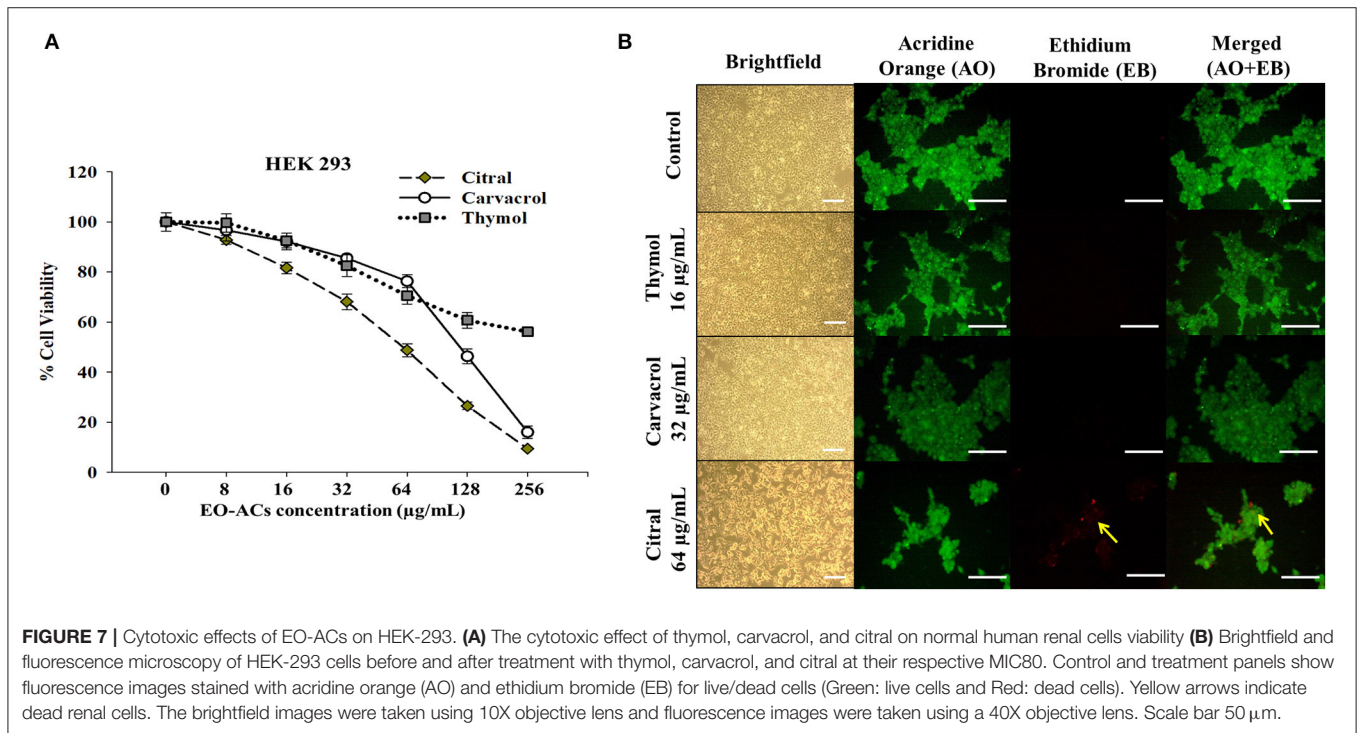 A
HEK 293
Citral
Carvacrol
Thymol
120
100
80
60
40
20
0
% Cell Viability
0 8 16 32 64 128 256
EO-ACs concentration (µg/mL)
B
Brightfield
Acridine
Orange (AO)
Ethidium
Bromide (EB)
Merged
(AO+EB)
Control
Thymol
16 µg/mL
Carvacrol
32 µg/mL
Citral
64 µg/mL
FIGURE 7 | Cytotoxic effects of EO-ACs on HEK-293. (A) The cytotoxic effect of thymol, carvacrol, and citral on normal human renal cells viability (B) Brightfield and
fluorescence microscopy of HEK-293 cells before and after treatment with thymol, carvacrol, and citral at their respective MIC80. Control and treatment panels show
fluorescence images stained with acridine orange (AO) and ethidium bromide (EB) for live/dead cells (Green: live cells and Red: dead cells). Yellow arrows indicate
dead renal cells. The brightfield images were taken using 10X objective lens and fluorescence images were taken using a 40X objective lens. Scale bar 50 µm.